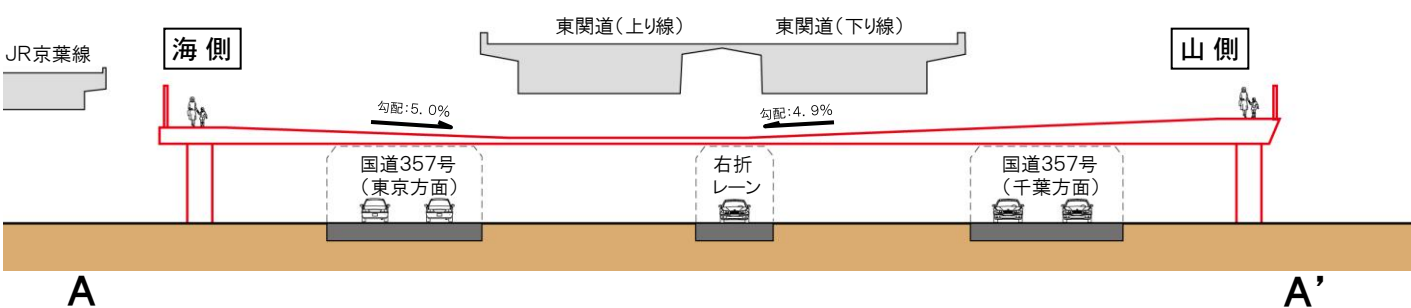 東関道(上り線)
東関道(下り線)
JR京葉線
海側
山側
勾配:5.0%
勾配:4.9%
国道357号
(東京方面)
右折
レーン
国道357号
(千葉方面)
A
A’